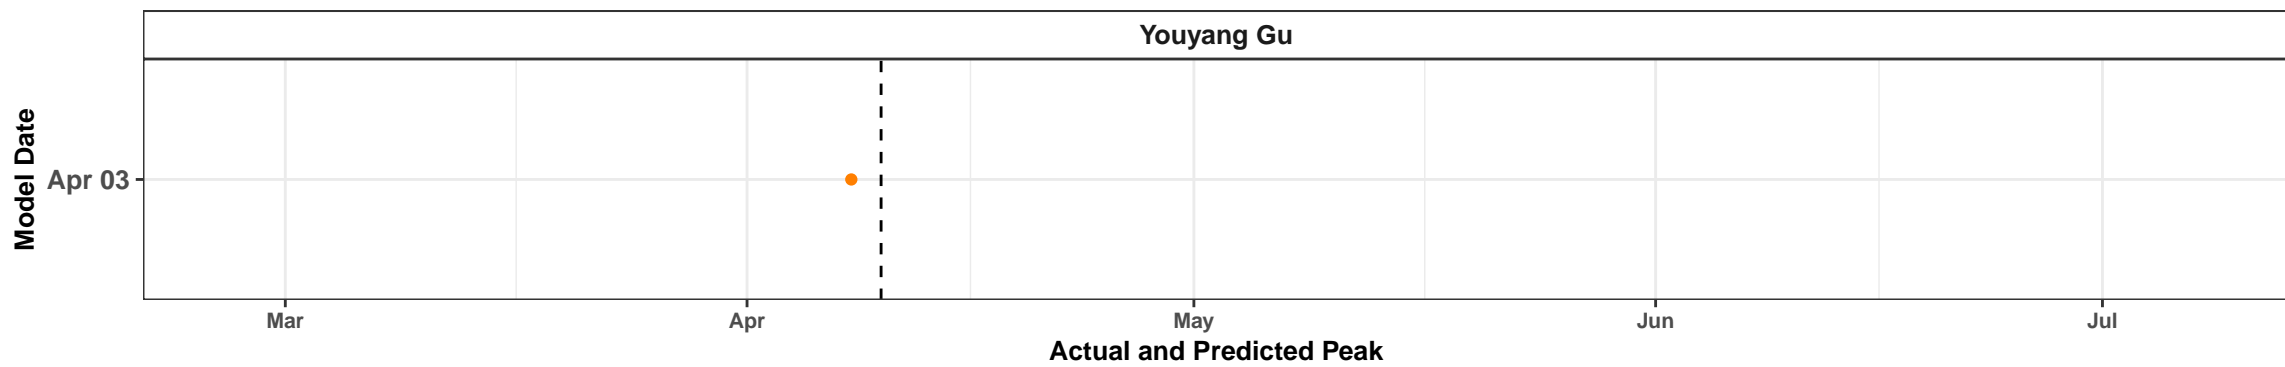 Youyang Gu
Model Date
Apr 03
Mar Apr May Jun Jul
Actual and Predicted Peak